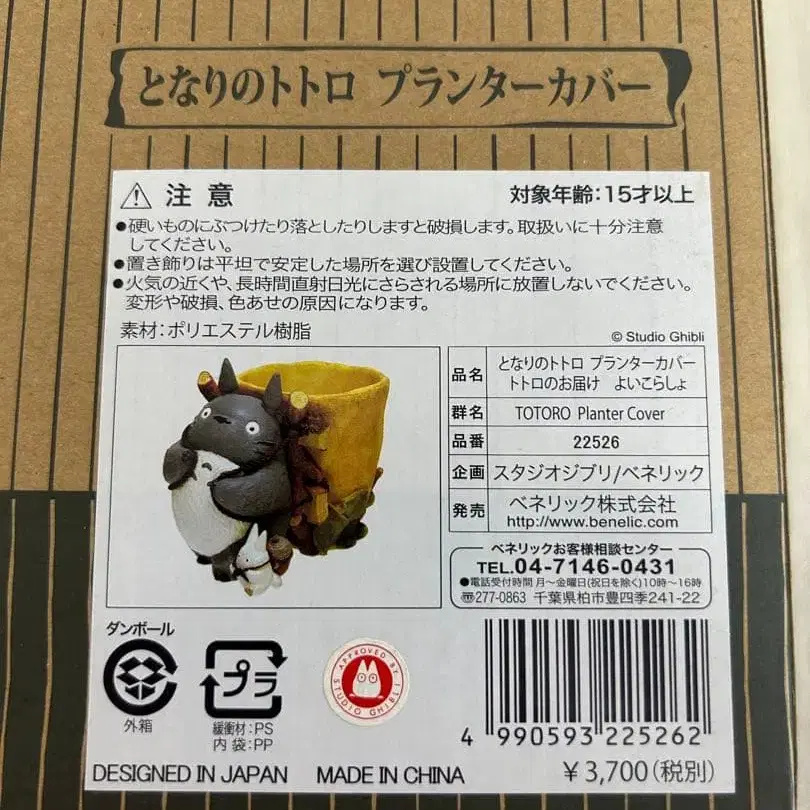 となりのトトロ プランターカバー
注意
対象年齢:15才以上
●硬いものにぶつけたり落としたりしますと破損します。取扱いに十分注意
してください。
●置き飾りは平坦で安定した場所を選び設置してください。
●火気の近くや、長時間直射日光にさらされる場所に放置しないでください。
変形や破損、色あせの原因になります。
素材:ポリエステル樹脂
© Studio Ghibli
品名 となりのトトロ プランターカバー
トトロのお届け よいこらしょ
群名 TOTORO Planter Cover
品番 22526
企画 スタジオジブリ/ベネリック
発売 ベネリック株式会社
http://www.benelic.com/
ベネリックお客様相談センター
TEL.04-7146-0431
●電話受付時間 月~金曜日(祝日を除く)10時~16時
〠277-0863 千葉県柏市豊四季241-22
ダンボール
外箱
プラ
緩衝材:PS
内袋:PP
APPROVED BY STUDIO GHIBLI
4 990593 225262
DESIGNED IN JAPAN MADE IN CHINA
¥3,700(税別)